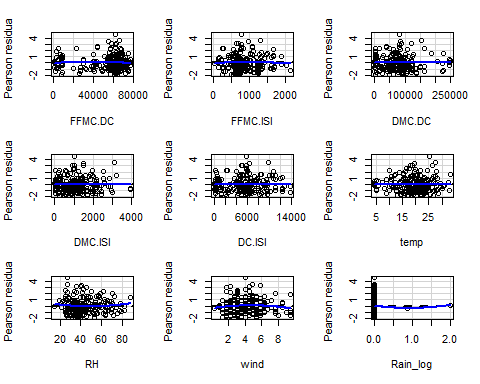 Pearson residua Pearson residua Pearson residua
-2 1 4 -2 1 4 -2 1 4
0 40000 80000 0 1000 2000 0 100000 250000
FFMC.DC FFMC.ISI DMC.DC
Pearson residua Pearson residua Pearson residua
-2 1 4 -2 1 4 -2 1 4
0 2000 4000 0 6000 14000 5 15 25
DMC.ISI DC.ISI temp
Pearson residua Pearson residua Pearson residua
-2 1 4 -2 1 4 -2 1 4
20 40 60 80 2 4 6 8 0.0 1.0 2.0
RH wind Rain_log